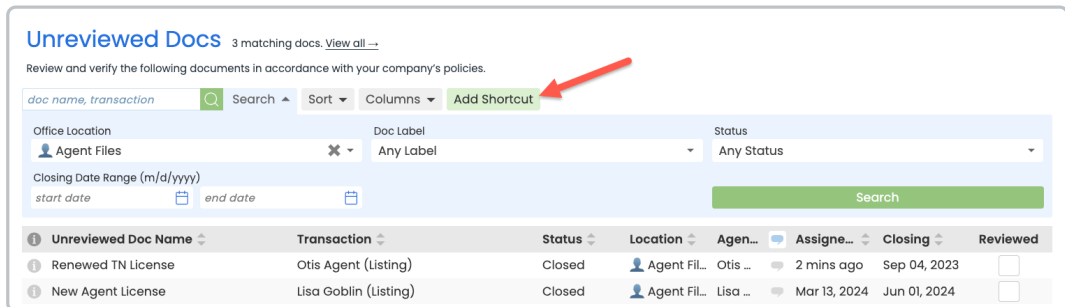 Unreviewed Docs 3 matching docs. View all →
Review and verify the following documents in accordance with your company's policies.
doc name, transaction Search Sort Columns Add Shortcut
Office Location Doc Label Status
Agent Files Any Label Any Status
Closing Date Range (m/d/yyyy)
start date end date Search
Unreviewed Doc Name Transaction Status Location Agen... Assigne... Closing Reviewed
Renewed TN License Otis Agent (Listing) Closed Agent Fil... Otis ... 2 mins ago Sep 04, 2023
New Agent License Lisa Goblin (Listing) Closed Agent Fil... Lisa ... Mar 13, 2024 Jun 01, 2024